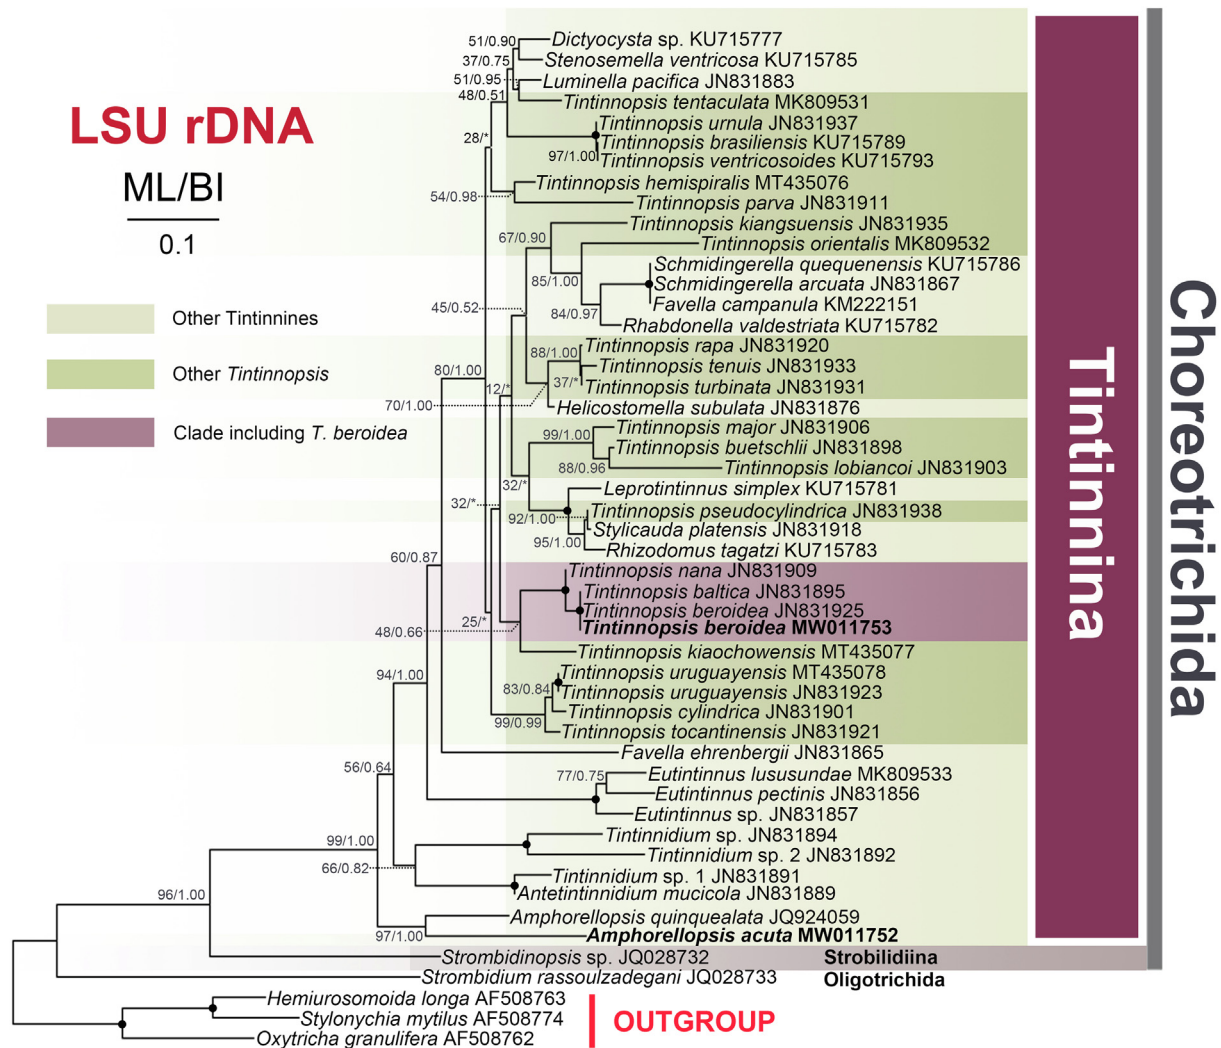 LSU rDNA
ML/BI
0.1
Other Tintinnines
Other Tintinnopsis
Clade including T. beroidea
51/0.90
Dictyocysta sp. KU715777
37/0.75
Stenosemella ventricosa KU715785
51/0.95
Luminella pacifica JN831883
48/0.51
Tintinnopsis tentaculata MK809531
Tintinnopsis urnula JN831937
28/*
Tintinnopsis brasiliensis KU715789
97/1.00
Tintinnopsis ventricosoides KU715793
Tintinnopsis hemispiralis MT435076
54/0.98
Tintinnopsis parva JN831911
Tintinnopsis kiangsuensis JN831935
67/0.90
Tintinnopsis orientalis MK809532
Schmidingerella quequenensis KU715786
85/1.00
Schmidingerella arcuata JN831867
Favella campanula KM222151
45/0.52
84/0.97
Rhabdonella valdestriata KU715782
Tintinnopsis rapa JN831920
88/1.00
Tintinnopsis tenuis JN831933
80/1.00
37/*
Tintinnopsis turbinata JN831931
12/*
70/1.00
Helicostomella subulata JN831876
Tintinnopsis major JN831906
99/1.00
Tintinnopsis buetschlii JN831898
88/0.96
Tintinnopsis lobiancoi JN831903
32/*
Leprotintinnus simplex KU715781
32/*
Tintinnopsis pseudocylindrica JN831938
92/1.00
Stylicauda platensis JN831918
95/1.00
Rhizodomus tagatzi KU715783
60/0.87
Tintinnopsis nana JN831909
Tintinnopsis baltica JN831895
Tintinnopsis beroidea JN831925
25/*
Tintinnopsis beroidea MW011753
48/0.66
Tintinnopsis kiaochowensis MT435077
94/1.00
Tintinnopsis uruguayensis MT435078
83/0.84
Tintinnopsis uruguayensis JN831923
Tintinnopsis cylindrica JN831901
99/0.99
Tintinnopsis tocantinensis JN831921
Favella ehrenbergii JN831865
56/0.64
77/0.75
Eutintinnus lususundae MK809533
Eutintinnus pectinis JN831856
Eutintinnus sp. JN831857
Tintinnidium sp. JN831894
99/1.00
Tintinnidium sp. 2 JN831892
66/0.82
Tintinnidium sp. 1 JN831891
Antetintinnidium mucicola JN831889
96/1.00
Amphorellopsis quinquealata JQ924059
97/1.00
Amphorellopsis acuta MW011752
Strombidinopsis sp. JQ028732
Strobilidiina
Strombidium rassoulzadegani JQ028733
Oligotrichida
Hemiurosomoida longa AF508763
Stylonychia mytilus AF508774
Oxytricha granulifera AF508762
OUTGROUP
Tintinnina
Choreotrichida